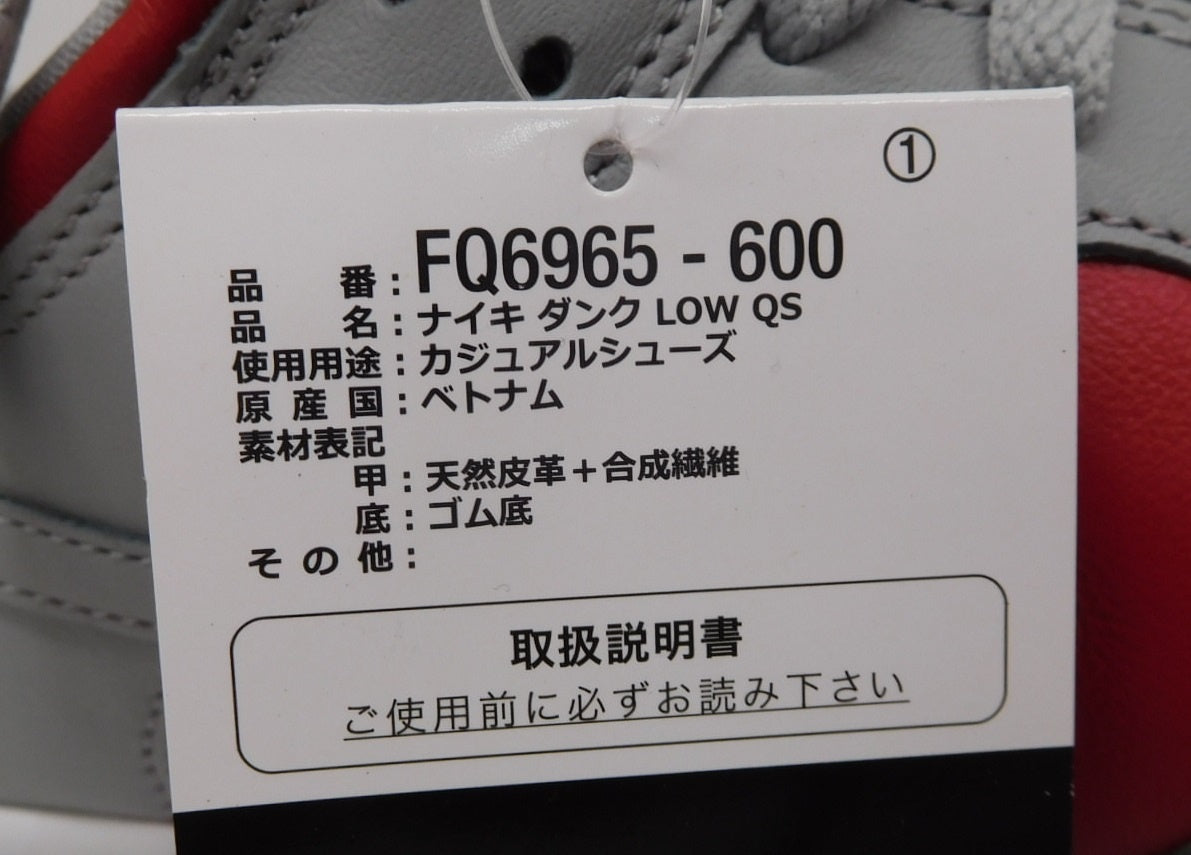 ①
品番：FQ6965 - 600
品名：ナイキ ダンク LOW QS
使用用途：カジュアルシューズ
原産国：ベトナム
素材表記
甲：天然皮革＋合成繊維
底：ゴム底
その他：
取扱説明書
ご使用前に必ずお読み下さい